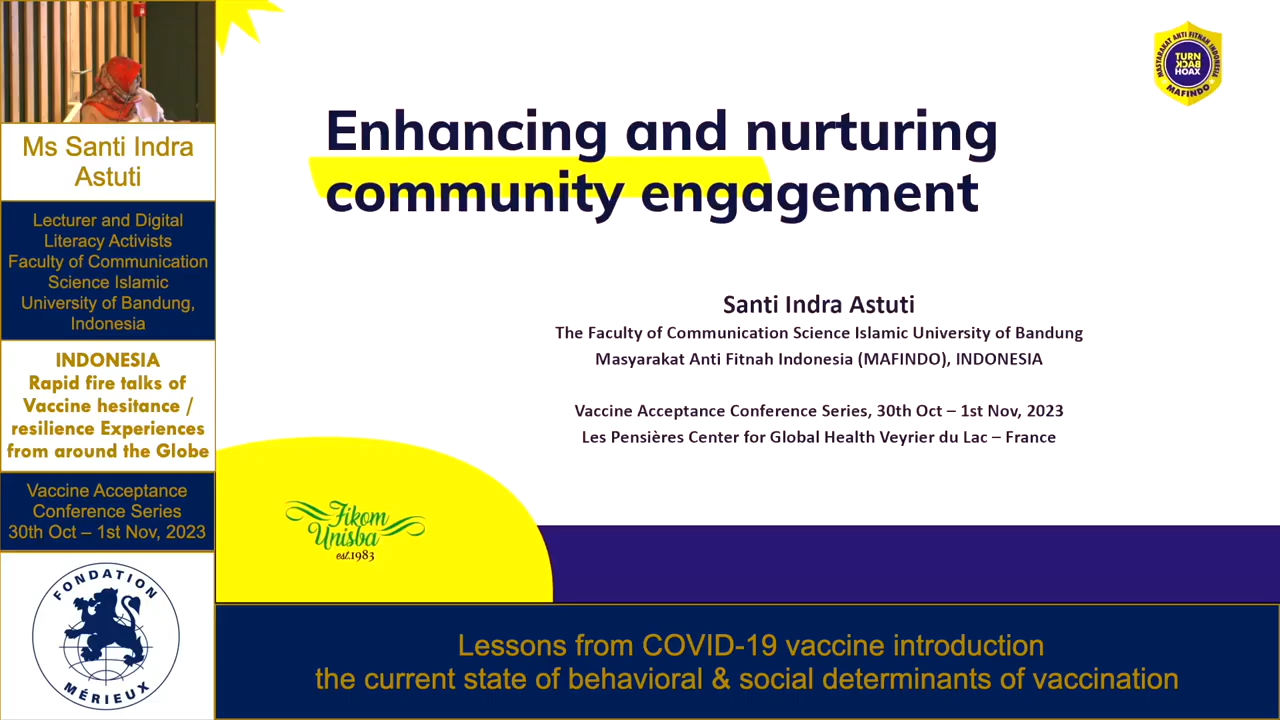 Ms Santi Indra
Astuti
Lecturer and Digital
Literacy Activists
Faculty of Communication
Science Islamic
University of Bandung,
Indonesia
INDONESIA
Rapid fire talks of
Vaccine hesitance /
resilience Experiences
from around the Globe
Vaccine Acceptance
Conference Series
30th Oct – 1st Nov, 2023
FONDATION
MÉRIEUX
MASYARAKAT ANTI FITNAH INDONESIA
TURN
BACK
HOAX
MAFINDO
Enhancing and nurturing
community engagement
Santi Indra Astuti
The Faculty of Communication Science Islamic University of Bandung
Masyarakat Anti Fitnah Indonesia (MAFINDO), INDONESIA
Vaccine Acceptance Conference Series, 30th Oct – 1st Nov, 2023
Les Pensières Center for Global Health Veyrier du Lac – France
Fikom
Unisba
est.1983
Lessons from COVID-19 vaccine introduction
the current state of behavioral & social determinants of vaccination